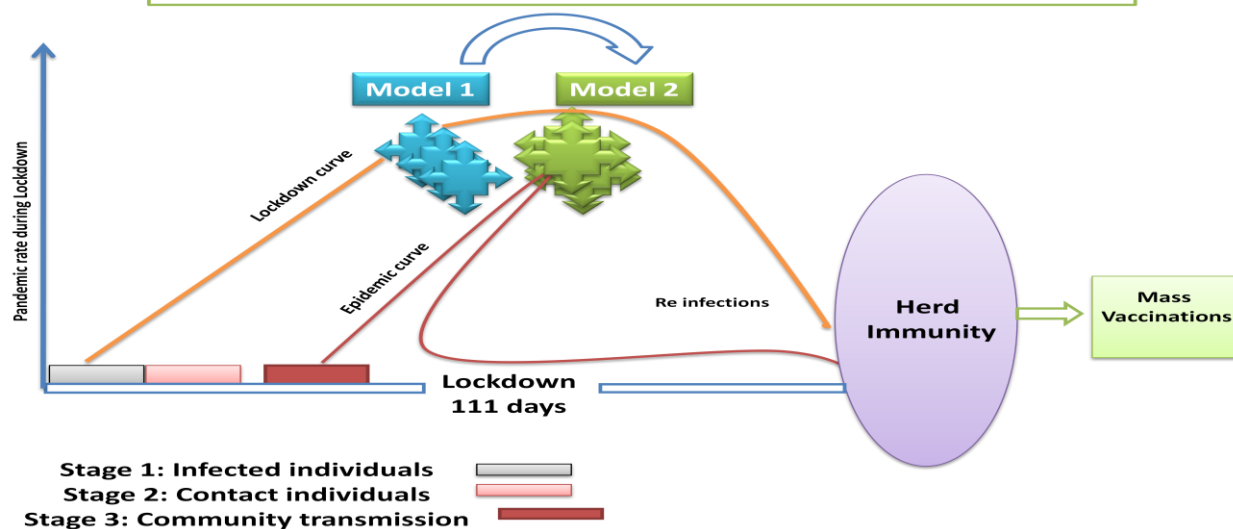 Model 1
Model 2
Pandemic rate during Lockdown
Lockdown curve
Epidemic curve
Re infections
Herd
Immunity
Mass
Vaccinations
Lockdown
111 days
Stage 1: Infected individuals
Stage 2: Contact individuals
Stage 3: Community transmission